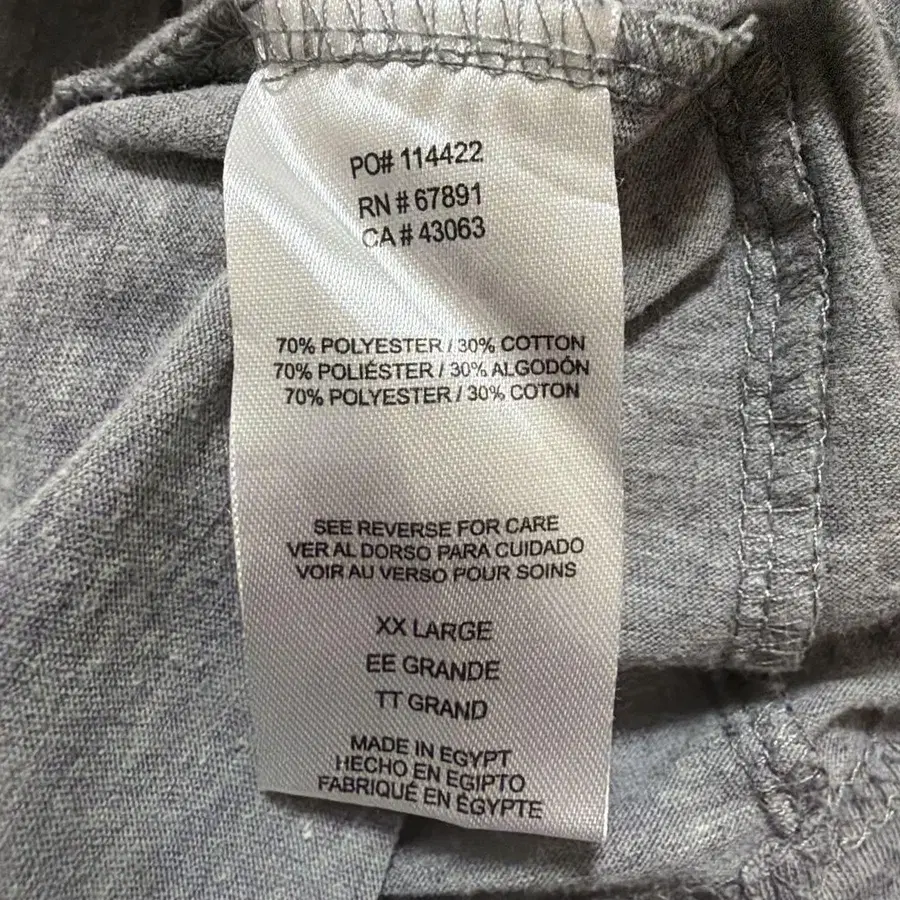 PO# 114422
RN # 67891
CA # 43063
70% POLYESTER / 30% COTTON
70% POLIÉSTER / 30% ALGODÓN
70% POLYESTER / 30% COTON
SEE REVERSE FOR CARE
VER AL DORSO PARA CUIDADO
VOIR AU VERSO POUR SOINS
XX LARGE
EE GRANDE
TT GRAND
MADE IN EGYPT
HECHO EN EGIPTO
FABRIQUÉ EN ÉGYPTE